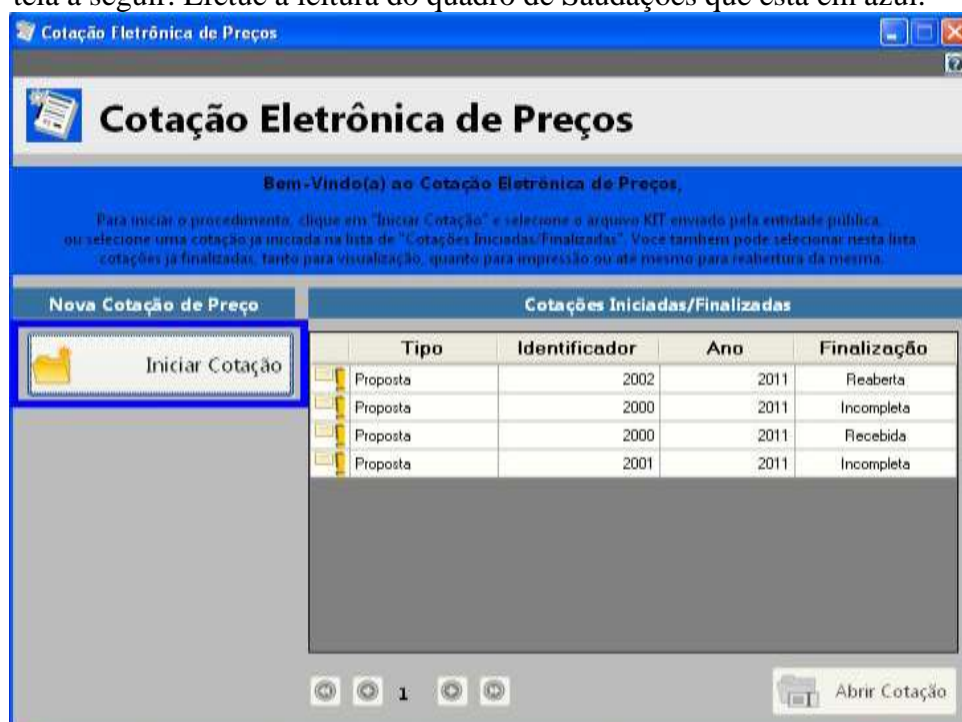 tela a seguir. Efetue a leitura do quadro de Saudações que está em azul.
Cotação Eletrônica de Preços
Cotação Eletrônica de Preços
Bem-Vindo(a) ao Cotação Eletrônica de Preços,
Para iniciar o procedimento, clique em "Iniciar Cotação" e selecione o arquivo KIT enviado pela entidade pública.
ou selecione uma cotação ja iniciada na lista de "Cotações Iniciadas/Finalizadas". Você tambem pode selecionar nesta lista
cotações ja finalizadas, tanto para visualização, quanto para impressão ou até mesmo para reabertura da mesma.
Nova Cotação de Preço
Cotações Iniciadas/Finalizadas
Iniciar Cotação
Tipo Identificador Ano Finalização
Proposta 2002 2011 Reaberta
Proposta 2000 2011 Incompleta
Proposta 2000 2011 Recebida
Proposta 2001 2011 Incompleta
1
Abrir Cotação